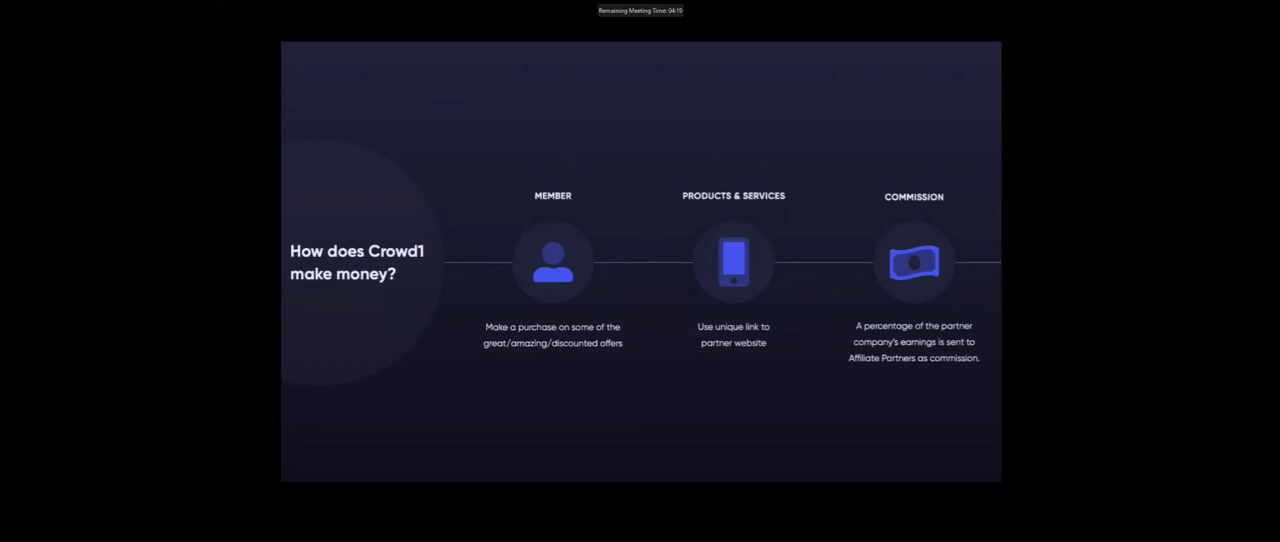 Remaining Meeting Time: 04:19
How does Crowd1
make money?
MEMBER
Make a purchase on some of the
great/amazing/discounted offers
PRODUCTS & SERVICES
Use unique link to
partner website
COMMISSION
A percentage of the partner
company's earnings is sent to
Affiliate Partners as commission.